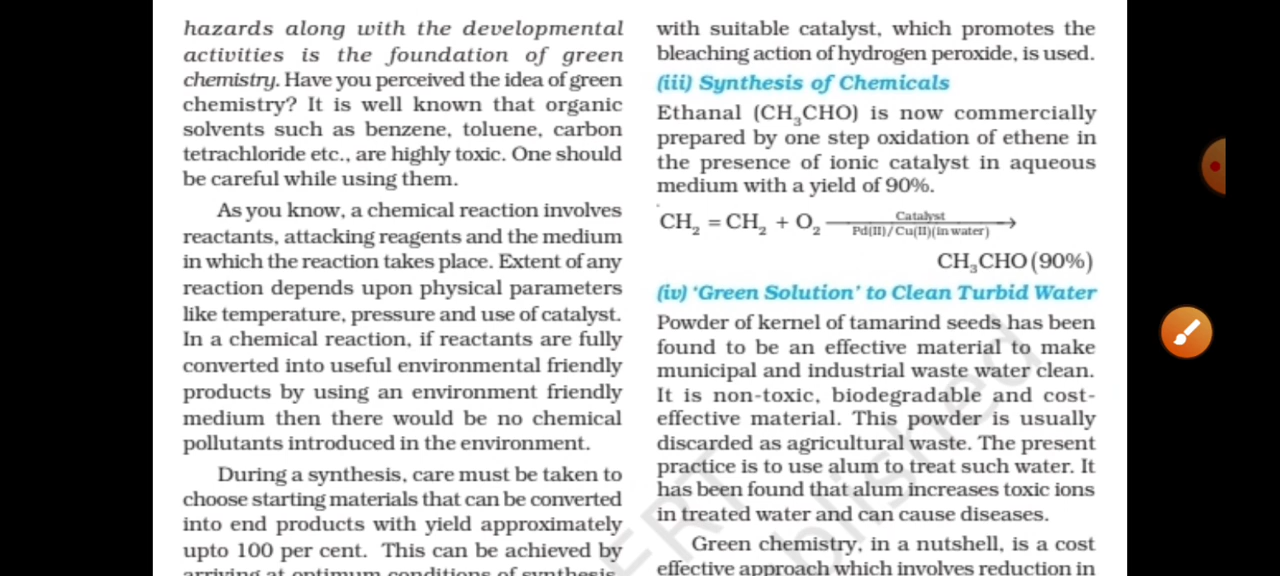 hazards along with the developmental
activities is the foundation of green
chemistry. Have you perceived the idea of green
chemistry? It is well known that organic
solvents such as benzene, toluene, carbon
tetrachloride etc., are highly toxic. One should
be careful while using them.
As you know, a chemical reaction involves
reactants, attacking reagents and the medium
in which the reaction takes place. Extent of any
reaction depends upon physical parameters
like temperature, pressure and use of catalyst.
In a chemical reaction, if reactants are fully
converted into useful environmental friendly
products by using an environment friendly
medium then there would be no chemical
pollutants introduced in the environment.
During a synthesis, care must be taken to
choose starting materials that can be converted
into end products with yield approximately
upto 100 per cent. This can be achieved by
arriving at optimum conditions of synthesis.
with suitable catalyst, which promotes the
bleaching action of hydrogen peroxide, is used.
(iii) Synthesis of Chemicals
Ethanal (CH₃CHO) is now commercially
prepared by one step oxidation of ethene in
the presence of ionic catalyst in aqueous
medium with a yield of 90%.
CH₂ = CH₂ + O₂ Catalyst Pd(II)/Cu(II)(in water) ⟶
CH₃CHO (90%)
(iv) ‘Green Solution’ to Clean Turbid Water
Powder of kernel of tamarind seeds has been
found to be an effective material to make
municipal and industrial waste water clean.
It is non-toxic, biodegradable and cost-
effective material. This powder is usually
discarded as agricultural waste. The present
practice is to use alum to treat such water. It
has been found that alum increases toxic ions
in treated water and can cause diseases.
Green chemistry, in a nutshell, is a cost
effective approach which involves reduction in